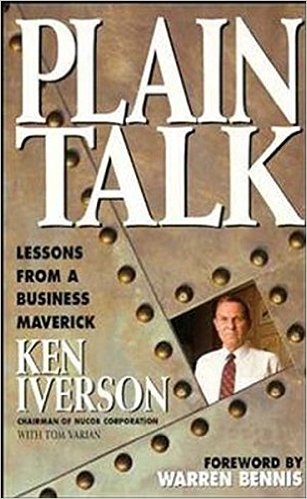 PLAIN
TALK
LESSONS
FROM A
BUSINESS
MAVERICK
KEN
IVERSON
CHAIRMAN OF NUCOR CORPORATION
WITH TOM VARIAN
FOREWORD BY
WARREN BENNIS